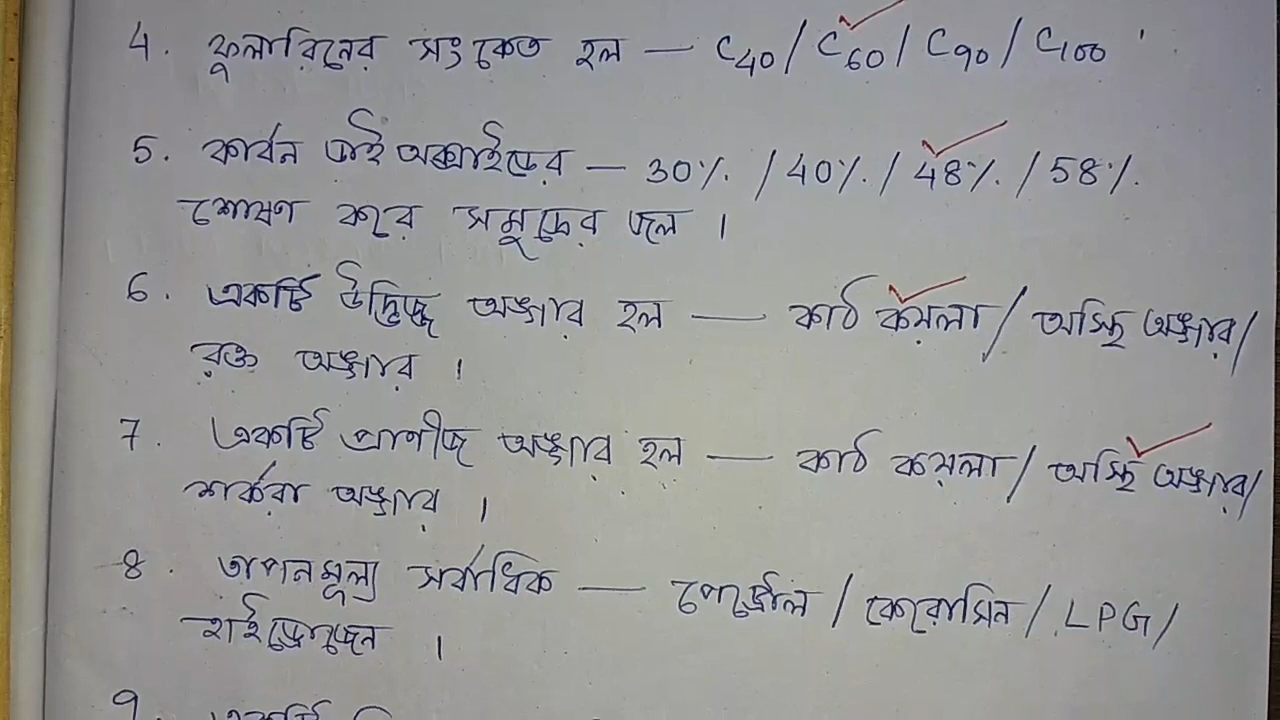 4. ফুলারিনের সংকেত হল — C40 / C60 / C90 / C100
5. কার্বন ডাই অক্সাইডের — 30% / 40% / 48% / 58%
শোষণ করে সমুদ্রের জল ।
6. একটি উদ্ভিজ্জ অঙ্গার হল — কাঠ কয়লা / অস্থি অঙ্গার /
রক্ত অঙ্গার ।
7. একটি প্রাণীজ অঙ্গার হল — কাঠ কয়লা / অস্থি অঙ্গার /
শর্করা অঙ্গার ।
8. তাপনমূল্য সর্বাধিক — পেট্রোল / কেরোসিন / LPG /
হাইড্রোজেন ।
9. একটি